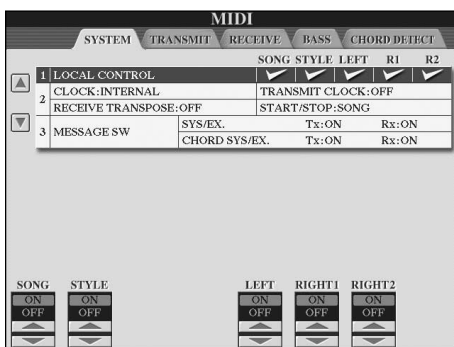 MIDI
SYSTEM TRANSMIT RECEIVE BASS CHORD DETECT
SONG STYLE LEFT R1 R2
1 LOCAL CONTROL
2 CLOCK:INTERNAL TRANSMIT CLOCK:OFF
RECEIVE TRANSPOSE:OFF START/STOP:SONG
3 MESSAGE SW SYS/EX. Tx:ON Rx:ON
CHORD SYS/EX. Tx:ON Rx:ON
SONG STYLE LEFT RIGHT1 RIGHT2
ON ON ON ON ON
OFF OFF OFF OFF OFF